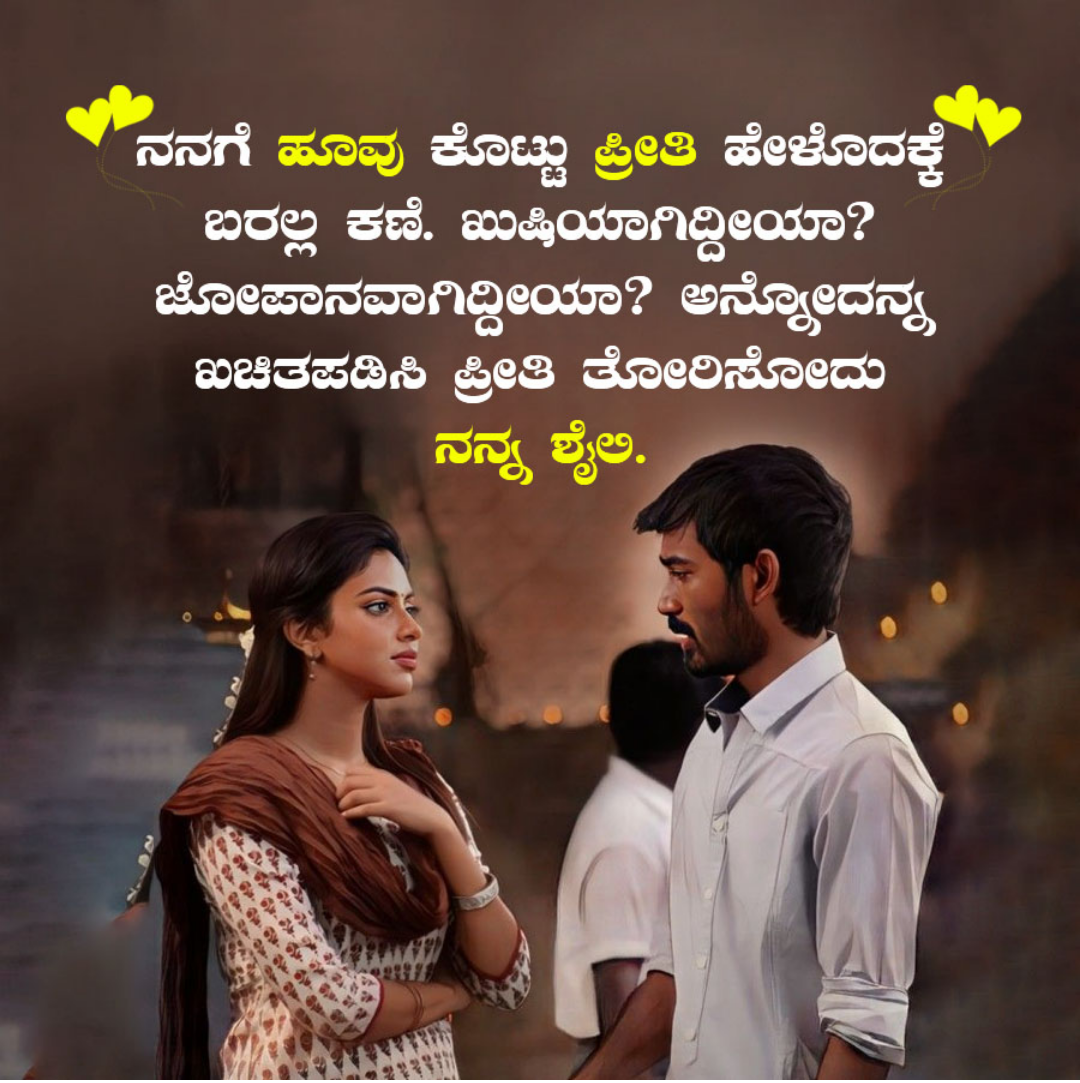 ನನಗೆ ಹೂವು ಕೊಟ್ಟು ಪ್ರೀತಿ ಹೇಳೊದಕ್ಕೆ
ಬರಲ್ಲ ಕಣೆ. ಖುಷಿಯಾಗಿದ್ದೀಯಾ?
ಜೋಪಾನವಾಗಿದ್ದೀಯಾ? ಅನ್ನೋದನ್ನ
ಖಚಿತಪಡಿಸಿ ಪ್ರೀತಿ ತೋರಿಸೋದು
ನನ್ನ ಶೈಲಿ.